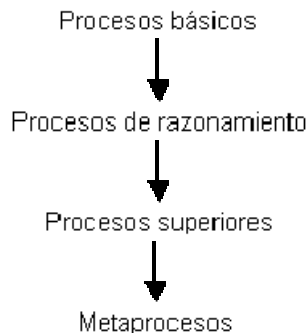 Procesos básicos
Procesos de razonamiento
Procesos superiores
Metaprocesos